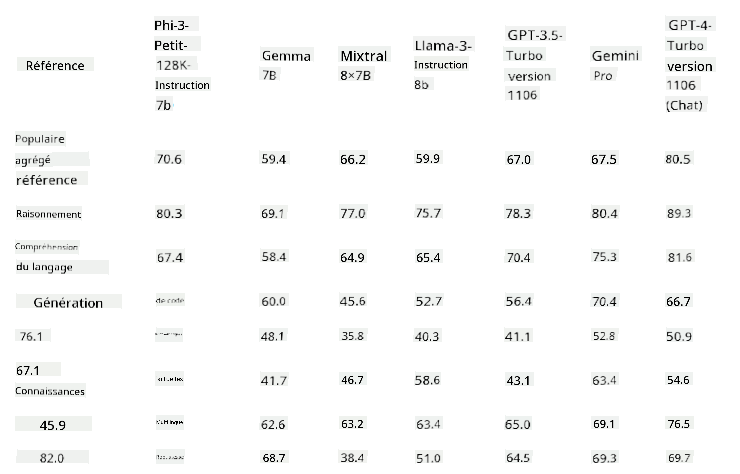 Référence Phi-3-Petit-128K-Instruction 7b Gemma 7B Mixtral 8×7B Llama-3-Instruction 8b GPT-3.5-Turbo version 1106 Gemini Pro GPT-4-Turbo version 1106 (Chat)
Populaire agrégé référence 70.6 59.4 66.2 59.9 67.0 67.5 80.5
Raisonnement 80.3 69.1 77.0 75.7 78.3 80.4 89.3
Compréhension du langage 67.4 58.4 64.9 65.4 70.4 75.3 81.6
Génération de code 60.0 45.6 52.7 56.4 70.4 66.7
76.1 48.1 35.8 40.3 41.1 52.8 50.9
67.1 Connaissances factuelles 41.7 46.7 58.6 43.1 63.4 54.6
45.9 Multilingue 62.6 63.2 63.4 65.0 69.1 76.5
82.0 Robustesse 68.7 38.4 51.0 64.5 69.3 69.7